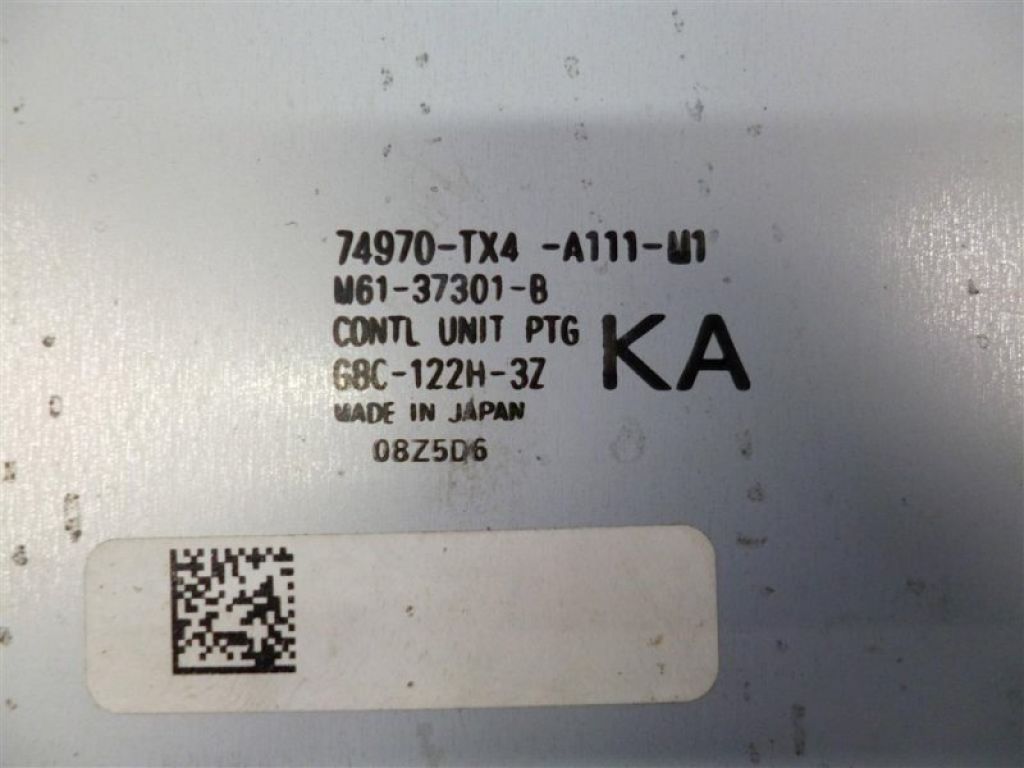 74970-TX4 -A111-M1
M61-37301-B
CONTL UNIT PTG
KA
G8C-122H-3Z
MADE IN JAPAN
08Z5D6